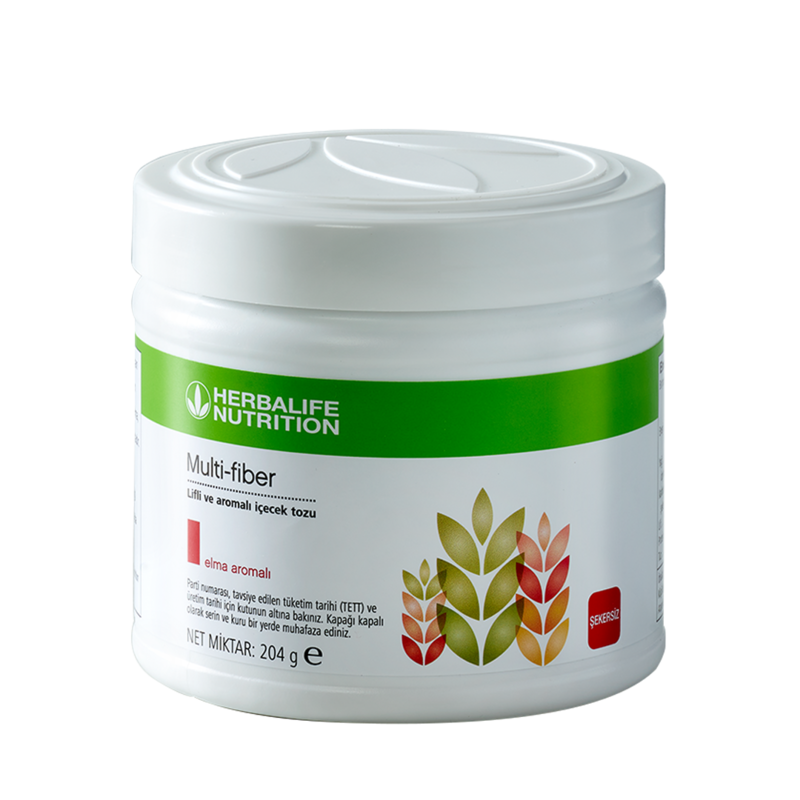 HERBALIFE
NUTRITION
Multi-fiber
Lifli ve aromalı içecek tozu
elma aromalı
Parti numarası, tavsiye edilen tüketim tarihi (TETT) ve
üretim tarihi için kutunun altına bakınız. Kapağı kapalı
olarak serin ve kuru bir yerde muhafaza ediniz.
NET MİKTAR: 204 g ℮
ŞEKERSİZ